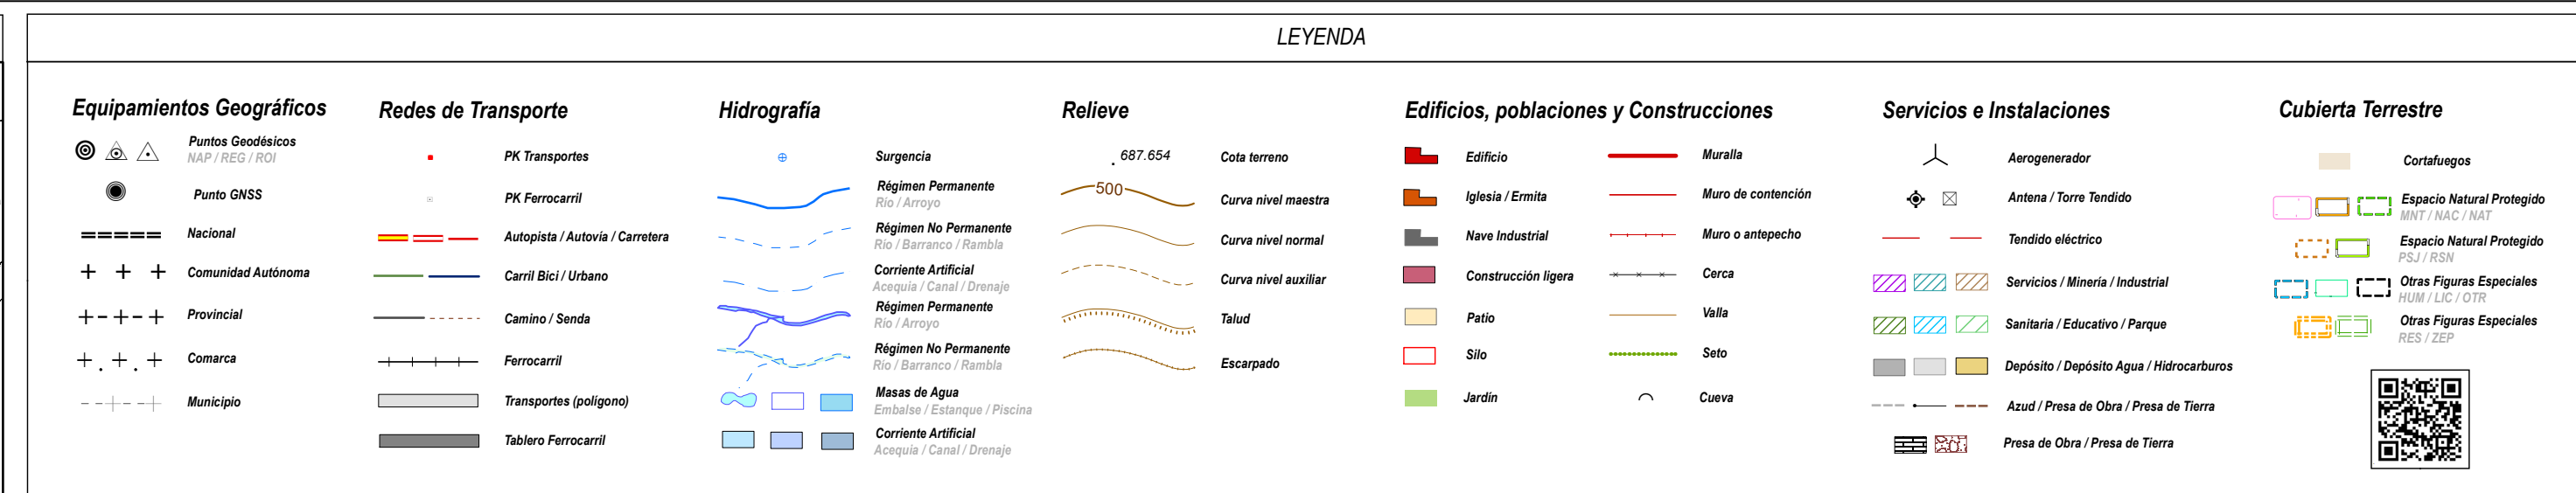 LEYENDA
Equipamientos Geográficos
Puntos Geodésicos
NAP / REG / ROI
Punto GNSS
Nacional
Comunidad Autónoma
Provincial
Comarca
Municipio
Redes de Transporte
PK Transportes
PK Ferrocarril
Autopista / Autovía / Carretera
Carril Bici / Urbano
Camino / Senda
Ferrocarril
Transportes (polígono)
Tablero Ferrocarril
Hidrografía
Surgencia
Régimen Permanente
Rio / Arroyo
Régimen No Permanente
Rio / Barranco / Rambla
Corriente Artificial
Acequia / Canal / Drenaje
Régimen Permanente
Rio / Arroyo
Régimen No Permanente
Rio / Barranco / Rambla
Masas de Agua
Embalse / Estanque / Piscina
Corriente Artificial
Acequia / Canal / Drenaje
Relieve
687.654 Cota terreno
500 Curva nivel maestra
Curva nivel normal
Curva nivel auxiliar
Talud
Escarpado
Edificios, poblaciones y Construcciones
Edificio
Iglesia / Ermita
Nave Industrial
Construcción ligera
Patio
Silo
Jardín
Muralla
Muro de contención
Muro o antepecho
Cerca
Valla
Seto
Cueva
Servicios e Instalaciones
Aerogenerador
Antena / Torre Tendido
Tendido eléctrico
Servicios / Minería / Industrial
Sanitaria / Educativo / Parque
Depósito / Depósito Agua / Hidrocarburos
Azud / Presa de Obra / Presa de Tierra
Presa de Obra / Presa de Tierra
Cubierta Terrestre
Cortafuegos
Espacio Natural Protegido
MNT / NAC / NAT
Espacio Natural Protegido
PSJ / RSN
Otras Figuras Especiales
HUM / LIC / OTR
Otras Figuras Especiales
RES / ZEP